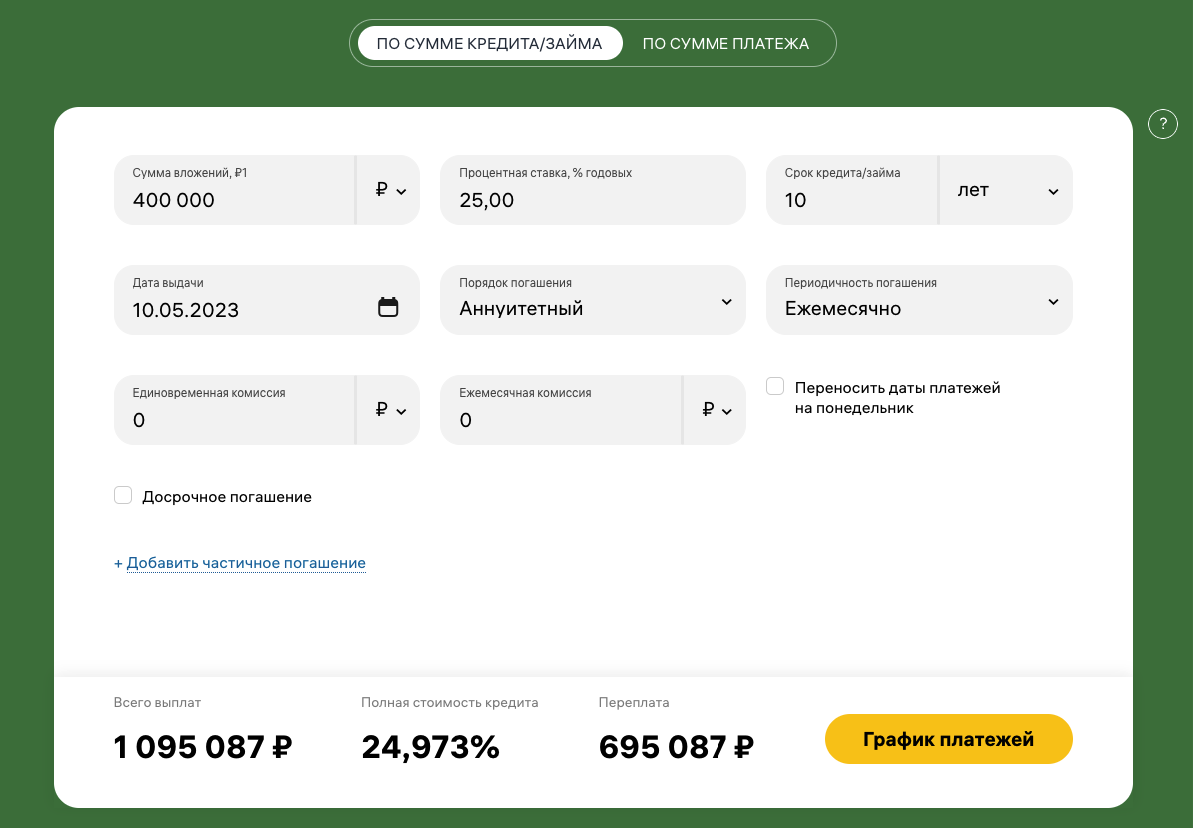 ПО СУММЕ КРЕДИТА/ЗАЙМА
ПО СУММЕ ПЛАТЕЖА
?
Сумма вложений, ₽1
400 000
₽
Процентная ставка, % годовых
25,00
Срок кредита/займа
10
лет
Дата выдачи
10.05.2023
Порядок погашения
Аннуитетный
Периодичность погашения
Ежемесячно
Единовременная комиссия
0
₽
Ежемесячная комиссия
0
₽
Переносить даты платежей
на понедельник
Досрочное погашение
+ Добавить частичное погашение
Всего выплат
1 095 087 ₽
Полная стоимость кредита
24,973%
Переплата
695 087 ₽
График платежей